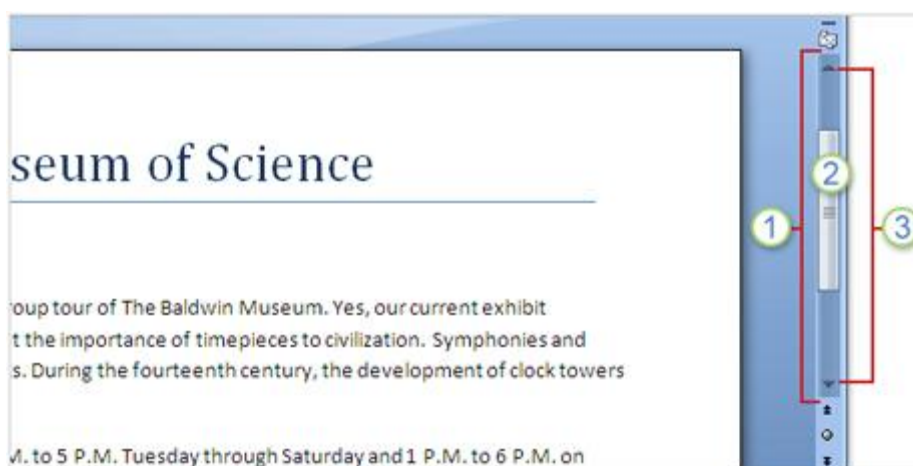 seum of Science
oup tour of The Baldwin Museum. Yes, our current exhibit
t the importance of timepieces to civilization. Symphonies and
s. During the fourteenth century, the development of clock towers
M. to 5 P.M. Tuesday through Saturday and 1 P.M. to 6 P.M. on
1
2
3